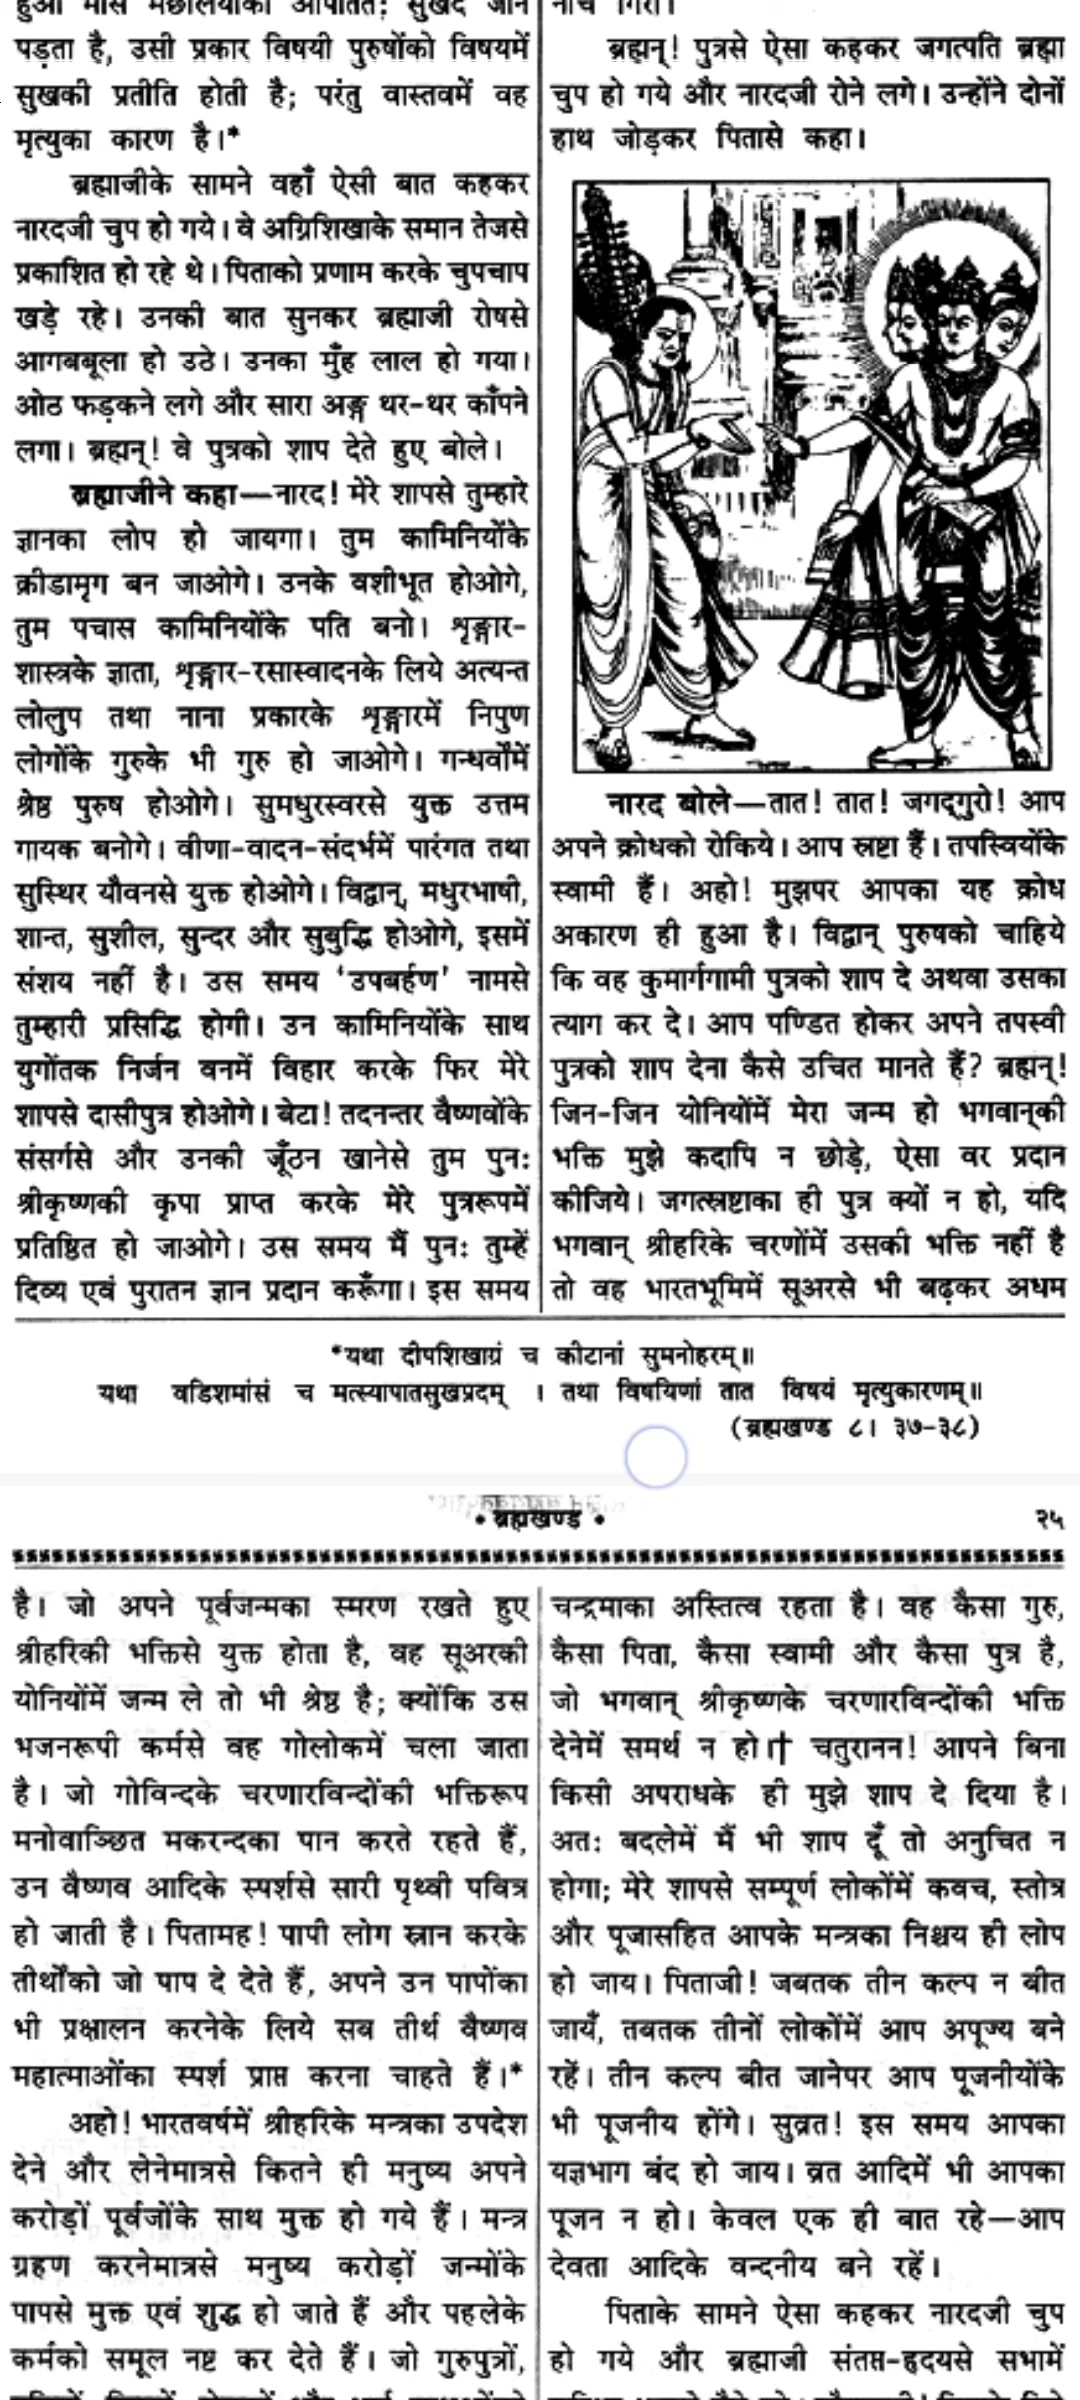 पड़ता है, उसी प्रकार विषयी पुरुषोंको विषयमें
सुखकी प्रतीति होती है; परंतु वास्तवमें वह
मृत्युका कारण है।*
ब्रह्माजीके सामने वहाँ ऐसी बात कहकर
नारदजी चुप हो गये। वे अग्निशिखाके समान तेजसे
प्रकाशित हो रहे थे। पिताको प्रणाम करके चुपचाप
खड़े रहे। उनकी बात सुनकर ब्रह्माजी रोषसे
आगबबूला हो उठे। उनका मुँह लाल हो गया।
ओठ फड़कने लगे और सारा अङ्ग थर-थर काँपने
लगा। ब्रह्मन्! वे पुत्रको शाप देते हुए बोले।
ब्रह्माजीने कहा—नारद! मेरे शापसे तुम्हारे
ज्ञानका लोप हो जायगा। तुम कामिनियोंके
क्रीडामृग बन जाओगे। उनके वशीभूत होओगे,
तुम पचास कामिनियोंके पति बनो। शृङ्गार-
शास्त्रके ज्ञाता, शृङ्गार-रसास्वादनके लिये अत्यन्त
लोलुप तथा नाना प्रकारके शृङ्गारमें निपुण
लोगोंके गुरुके भी गुरु हो जाओगे। गन्धर्वोंमें
श्रेष्ठ पुरुष होओगे। सुमधुरस्वरसे युक्त उत्तम
गायक बनोगे। वीणा-वादन-संदर्भमें पारंगत तथा
सुस्थिर यौवनसे युक्त होओगे। विद्वान्, मधुरभाषी,
शान्त, सुशील, सुन्दर और सुबुद्धि होओगे, इसमें
संशय नहीं है। उस समय ‘उपबर्हण’ नामसे
तुम्हारी प्रसिद्धि होगी। उन कामिनियोंके साथ
युगोंतक निर्जन वनमें विहार करके फिर मेरे
शापसे दासीपुत्र होओगे। बेटा! तदनन्तर वैष्णवोंके
संसर्गसे और उनकी जूँठन खानेसे तुम पुनः
श्रीकृष्णकी कृपा प्राप्त करके मेरे पुत्ररूपमें
प्रतिष्ठित हो जाओगे। उस समय मैं पुनः तुम्हें
दिव्य एवं पुरातन ज्ञान प्रदान करूँगा। इस समय
नीचे गिरो।
ब्रह्मन्! पुत्रसे ऐसा कहकर जगत्पति ब्रह्मा
चुप हो गये और नारदजी रोने लगे। उन्होंने दोनों
हाथ जोड़कर पितासे कहा।
नारद बोले—तात! तात! जगद्गुरो! आप
अपने क्रोधको रोकिये। आप स्रष्टा हैं। तपस्वियोंके
स्वामी हैं। अहो! मुझपर आपका यह क्रोध
अकारण ही हुआ है। विद्वान् पुरुषको चाहिये
कि वह कुमार्गगामी पुत्रको शाप दे अथवा उसका
त्याग कर दे। आप पण्डित होकर अपने तपस्वी
पुत्रको शाप देना कैसे उचित मानते हैं? ब्रह्मन्!
जिन-जिन योनियोंमें मेरा जन्म हो भगवान्‌की
भक्ति मुझे कदापि न छोड़े, ऐसा वर प्रदान
कीजिये। जगत्स्रष्टाका ही पुत्र क्यों न हो, यदि
भगवान् श्रीहरिके चरणोंमें उसकी भक्ति नहीं है
तो वह भारतभूमिमें सूअरसे भी बढ़कर अधम
*यथा दीपशिखाग्रं च कीटानां सुमनोहरम्॥
यथा वडिशमांसं च मत्स्यापातसुखप्रदम् । तथा विषयिणां तात विषयं मृत्युकारणम्॥
(ब्रह्मखण्ड ८। ३७-३८)
• ब्रह्मखण्ड • २५
है। जो अपने पूर्वजन्मका स्मरण रखते हुए
श्रीहरिकी भक्तिसे युक्त होता है, वह सूअरकी
योनियोंमें जन्म ले तो भी श्रेष्ठ है; क्योंकि उस
भजनरूपी कर्मसे वह गोलोकमें चला जाता
है। जो गोविन्दके चरणारविन्दोंकी भक्तिरूप
मनोवाञ्छित मकरन्दका पान करते रहते हैं,
उन वैष्णव आदिके स्पर्शसे सारी पृथ्वी पवित्र
हो जाती है। पितामह! पापी लोग स्नान करके
तीर्थोंको जो पाप दे देते हैं, अपने उन पापोंका
भी प्रक्षालन करनेके लिये सब तीर्थ वैष्णव
महात्माओंका स्पर्श प्राप्त करना चाहते हैं।*
अहो! भारतवर्षमें श्रीहरिके मन्त्रका उपदेश
देने और लेनेमात्रसे कितने ही मनुष्य अपने
करोड़ों पूर्वजोंके साथ मुक्त हो गये हैं। मन्त्र
ग्रहण करनेमात्रसे मनुष्य करोड़ों जन्मोंके
पापसे मुक्त एवं शुद्ध हो जाते हैं और पहलेके
कर्मको समूल नष्ट कर देते हैं। जो गुरुपुत्रों,
चन्द्रमाका अस्तित्व रहता है। वह कैसा गुरु,
कैसा पिता, कैसा स्वामी और कैसा पुत्र है,
जो भगवान् श्रीकृष्णके चरणारविन्दोंकी भक्ति
देनेमें समर्थ न हो।† चतुरानन! आपने बिना
किसी अपराधके ही मुझे शाप दे दिया है।
अतः बदलेमें मैं भी शाप दूँ तो अनुचित न
होगा; मेरे शापसे सम्पूर्ण लोकोंमें कवच, स्तोत्र
और पूजासहित आपके मन्त्रका निश्चय ही लोप
हो जाय। पिताजी! जबतक तीन कल्प न बीत
जायँ, तबतक तीनों लोकोंमें आप अपूज्य बने
रहें। तीन कल्प बीत जानेपर आप पूजनीयोंके
भी पूजनीय होंगे। सुव्रत! इस समय आपका
यज्ञभाग बंद हो जाय। व्रत आदिमें भी आपका
पूजन न हो। केवल एक ही बात रहे—आप
देवता आदिके वन्दनीय बने रहें।
पिताके सामने ऐसा कहकर नारदजी चुप
हो गये और ब्रह्माजी संतप्त-हृदयसे सभामें